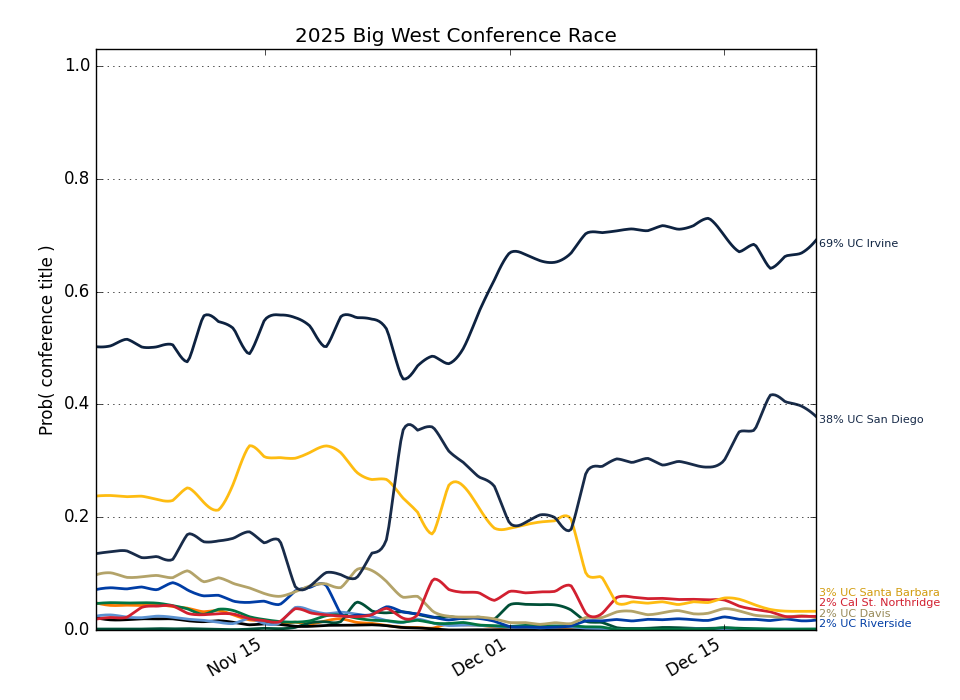 2025 Big West Conference Race
Prob( conference title )
1.0
0.8
0.6
0.4
0.2
0.0
Nov 15
Dec 01
Dec 15
69% UC Irvine
38% UC San Diego
3% UC Santa Barbara
2% Cal St. Northridge
2% UC Davis
2% UC Riverside